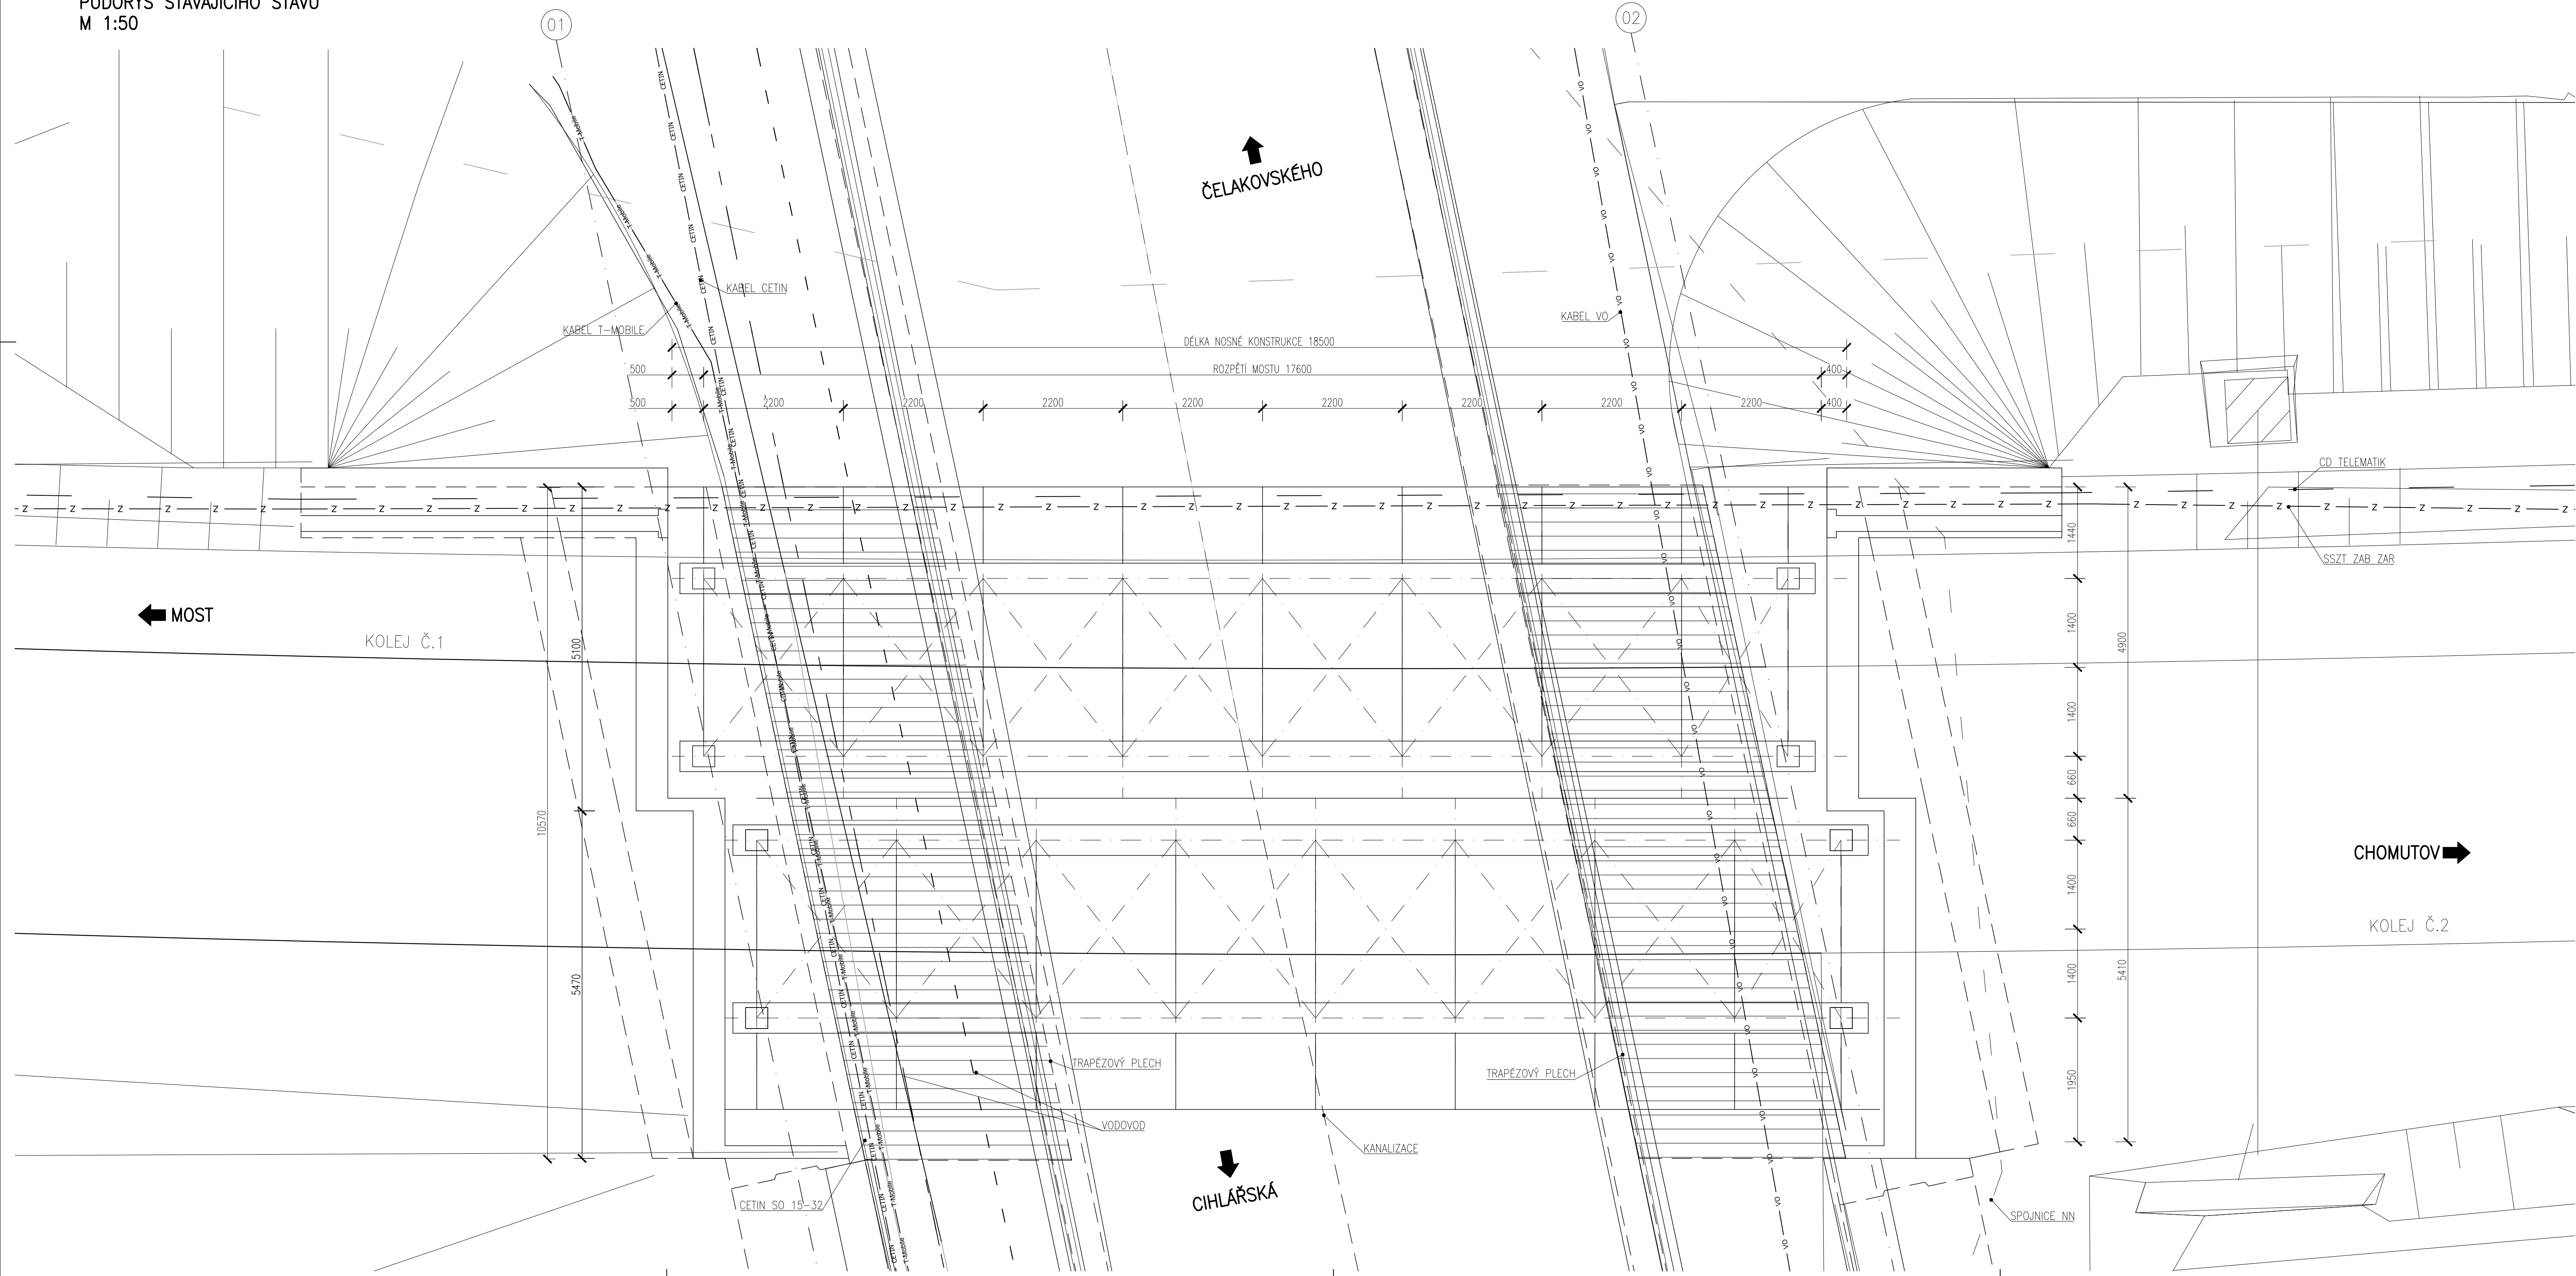 PŮDORYS STÁVAJÍCÍHO STAVU
M 1:50
01
02
ČELAKOVSKÉHO
KABEL CETIN
KABEL T-MOBILE
KABEL VO
DÉLKA NOSNÉ KONSTRUKCE 18500
500
ROZPĚTÍ MOSTU 17600
400
500
2200
2200
2200
2200
2200
2200
2200
2200
400
CD TELEMATIK
SSZT ZAB ZAR
MOST
KOLEJ Č.1
5100
10570
5470
1440
1400
1400
660
660
1400
1400
1950
4900
5410
CHOMUTOV
KOLEJ Č.2
TRAPÉZOVÝ PLECH
TRAPÉZOVÝ PLECH
VODOVOD
KANALIZACE
CIHLÁŘSKÁ
CETIN SO 15-32
SPOJNICE NN